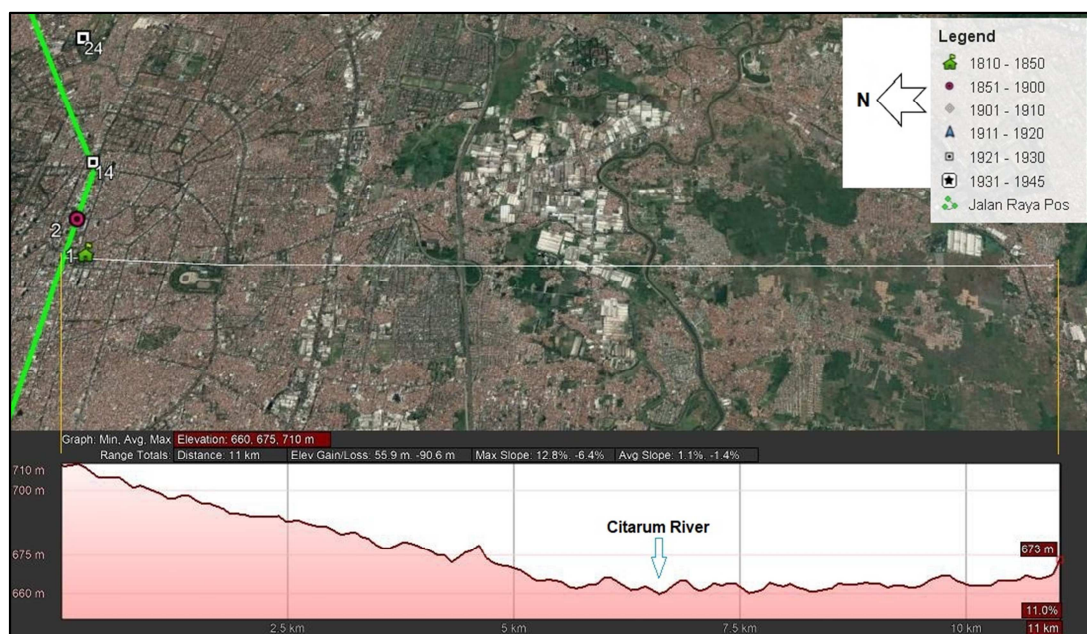 24
14
2
1
N
Legend
1810 - 1850
1851 - 1900
1901 - 1910
1911 - 1920
1921 - 1930
1931 - 1945
Jalan Raya Pos
Graph: Min, Avg, Max Elevation: 660, 675, 710 m
Range Totals Distance: 11 km Elev Gain/Loss: 55.9 m, -90.6 m Max Slope: 12.8%, -6.4% Avg Slope: 1.1%, -1.4%
710 m
700 m
675 m
660 m
Citarum River
673 m
11.0%
2.5 km 5 km 7.5 km 10 km 11 km